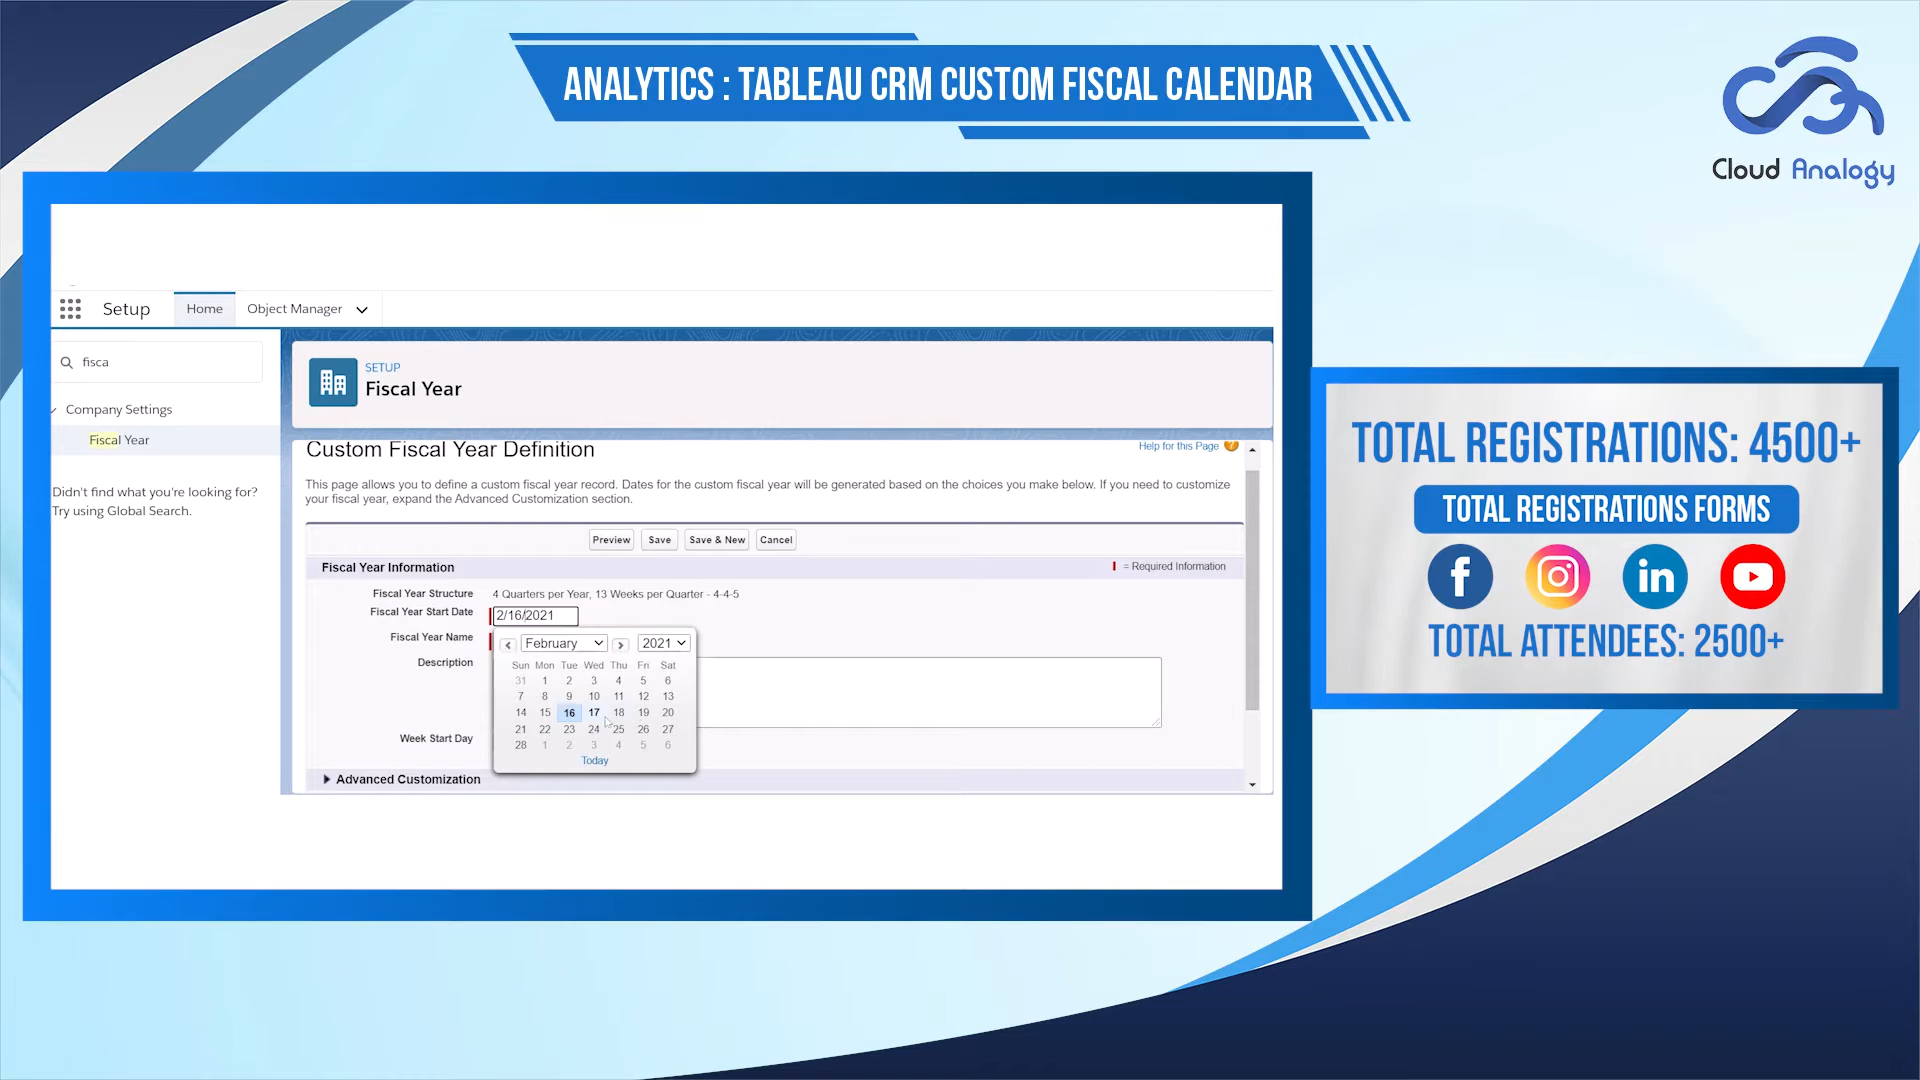 ANALYTICS : TABLEAU CRM CUSTOM FISCAL CALENDAR
Cloud Analogy
Setup
Home
Object Manager
fisca
Company Settings
Fiscal Year
Didn't find what you're looking for?
Try using Global Search.
SETUP
Fiscal Year
Custom Fiscal Year Definition
Help for this Page ?
This page allows you to define a custom fiscal year record. Dates for the custom fiscal year will be generated based on the choices you make below. If you need to customize
your fiscal year, expand the Advanced Customization section.
Preview Save Save & New Cancel
Fiscal Year Information
= Required Information
Fiscal Year Structure 4 Quarters per Year, 13 Weeks per Quarter - 4-4-5
Fiscal Year Start Date 2/16/2021
Fiscal Year Name
Description
Week Start Day
February 2021
Sun Mon Tue Wed Thu Fri Sat
31 1 2 3 4 5 6
7 8 9 10 11 12 13
14 15 16 17 18 19 20
21 22 23 24 25 26 27
28 1 2 3 4 5 6
Today
Advanced Customization
TOTAL REGISTRATIONS: 4500+
TOTAL REGISTRATIONS FORMS
f in
TOTAL ATTENDEES: 2500+